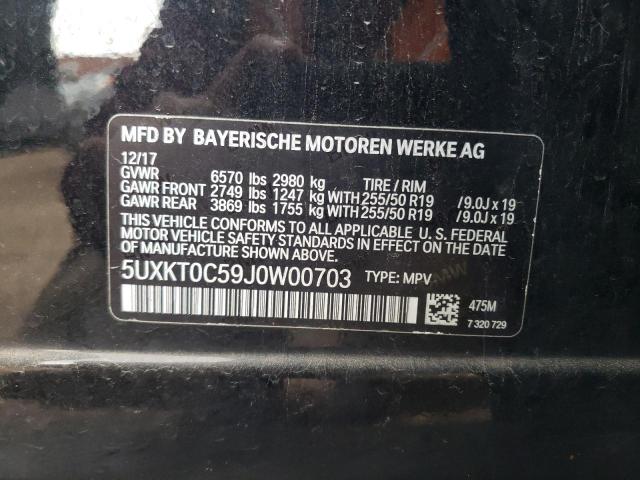 MFD BY BAYERISCHE MOTOREN WERKE AG
12/17
GVWR 6570 lbs 2980 kg TIRE / RIM
GAWR FRONT 2749 lbs 1247 kg WITH 255/50 R19 /9.0J x 19
GAWR REAR 3869 lbs 1755 kg WITH 255/50 R19 /9.0J x 19
THIS VEHICLE CONFORMS TO ALL APPLICABLE U.S. FEDERAL
MOTOR VEHICLE SAFETY STANDARDS IN EFFECT ON THE DATE
OF MANUFACTURE SHOWN ABOVE.
5UXKT0C59J0W00703 TYPE: MPV
475M
7 320 729
BMW